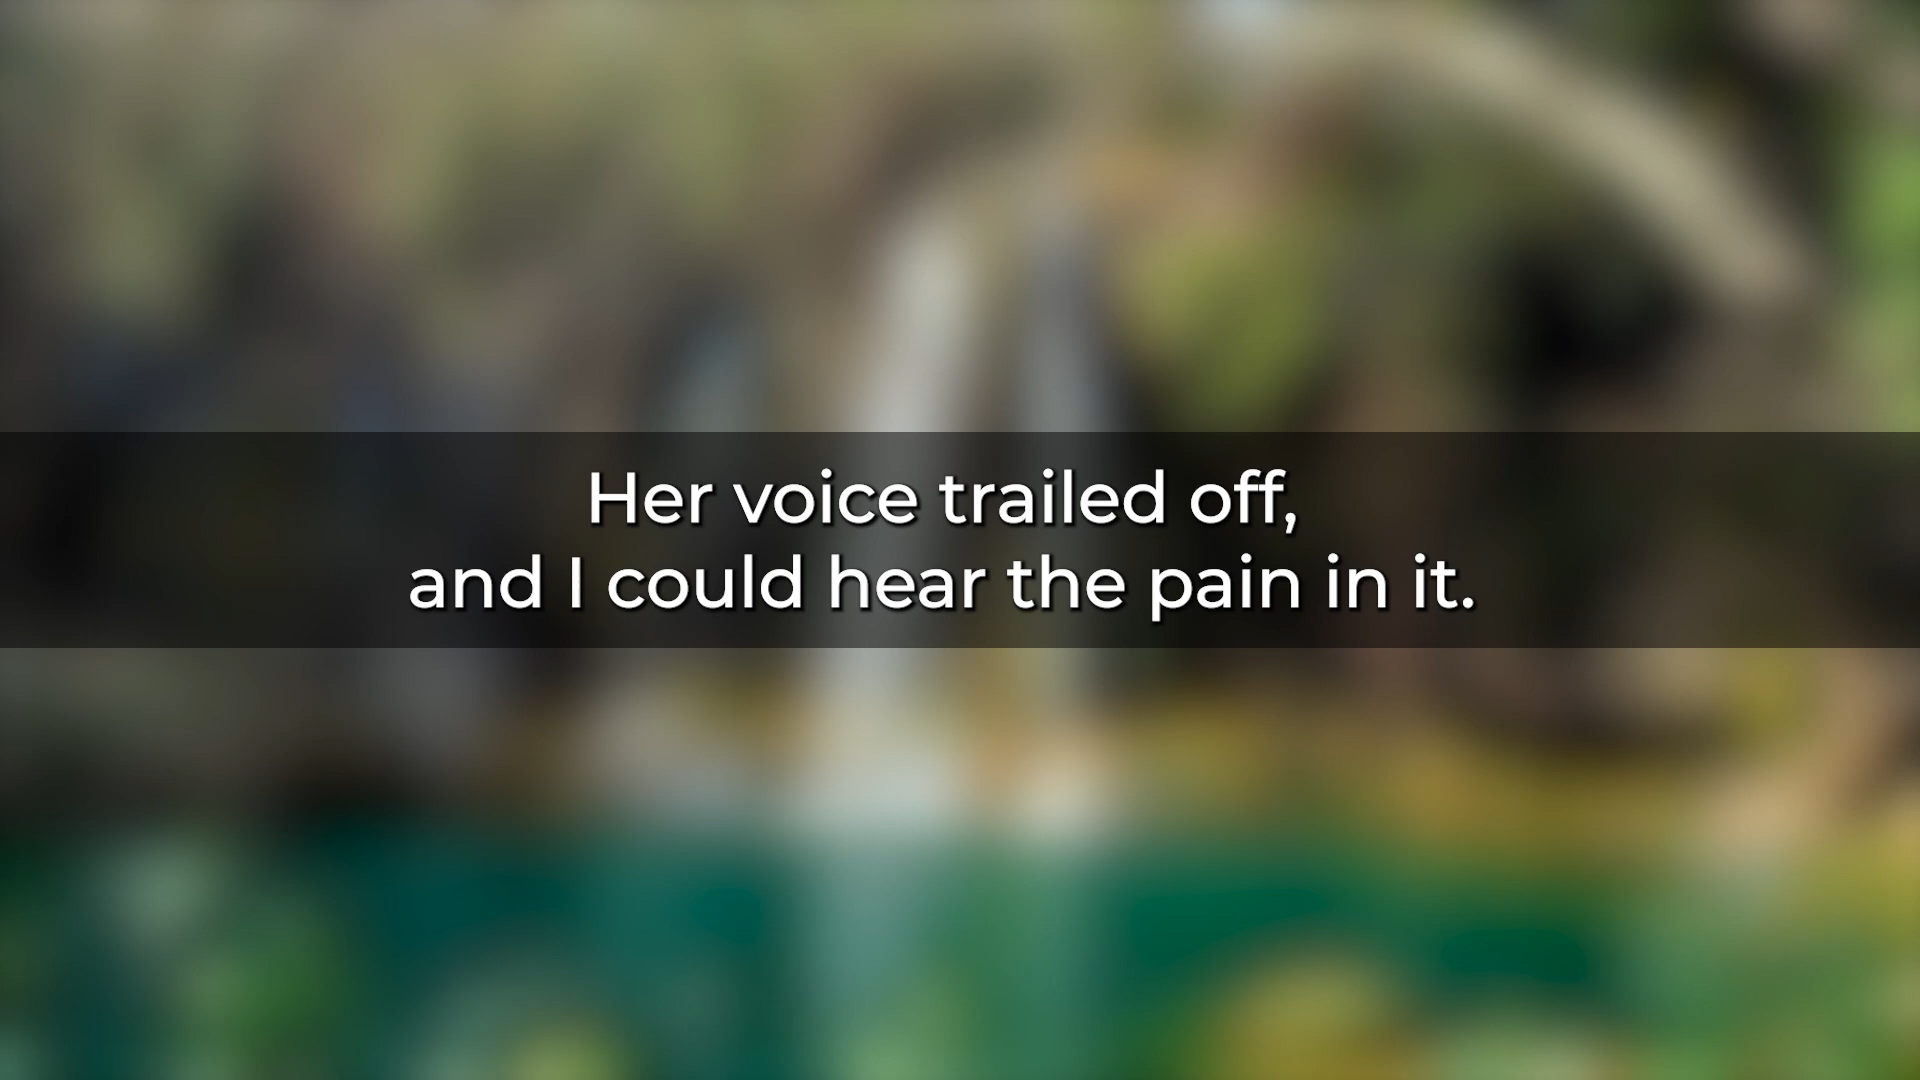 Her voice trailed off,
and I could hear the pain in it.